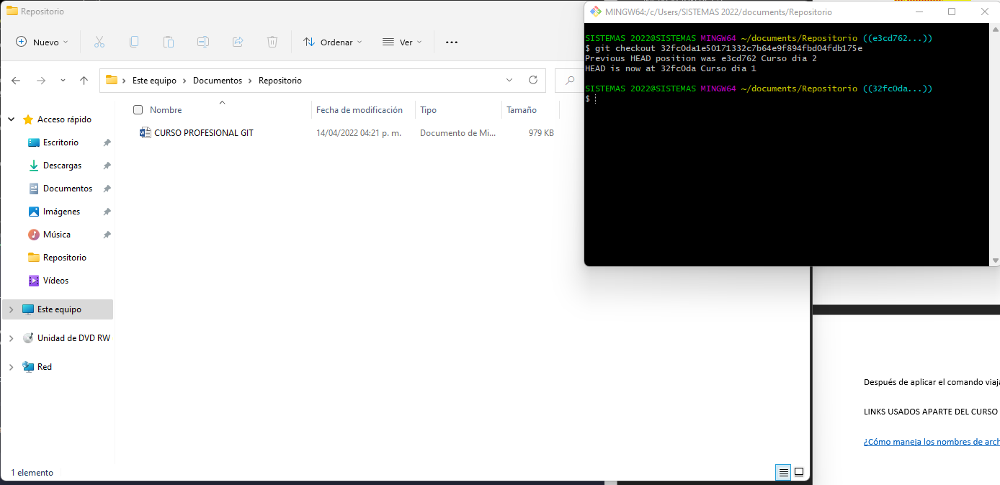 Repositorio
Nuevo
Ordenar
Ver
Este equipo > Documentos > Repositorio
Nombre
Fecha de modificación
Tipo
Tamaño
CURSO PROFESIONAL GIT
14/04/2022 04:21 p. m.
Documento de Mi...
979 KB
Acceso rápido
Escritorio
Descargas
Documentos
Imágenes
Música
Repositorio
Vídeos
Este equipo
Unidad de DVD RW
Red
1 elemento
MINGW64:/c/Users/SISTEMAS 2022/documents/Repositorio
SISTEMAS 2022@SISTEMAS MINGW64 ~/documents/Repositorio ((e3cd762...))
$ git checkout 32fc0da1e50171332c7b64e9f894fbd04fdb175e
Previous HEAD position was e3cd762 Curso dia 2
HEAD is now at 32fc0da Curso dia 1
SISTEMAS 2022@SISTEMAS MINGW64 ~/documents/Repositorio ((32fc0da...))
$
Después de aplicar el comando viaja
LINKS USADOS APARTE DEL CURSO
¿Cómo maneja los nombres de arch